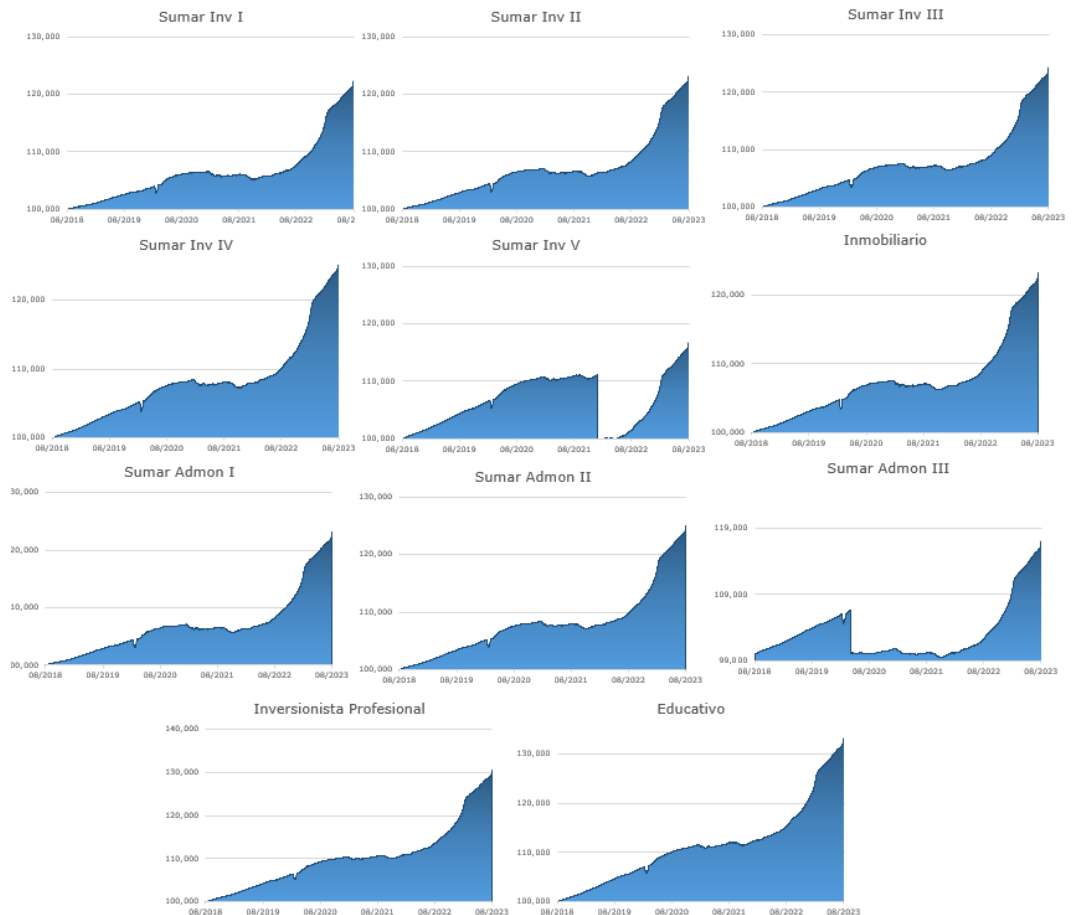 Sumar Inv I
130,000
120,000
110,000
100,000
08/2018 08/2019 08/2020 08/2021 08/2022 08/2
Sumar Inv II
130,000
120,000
110,000
100,000
08/2018 08/2019 08/2020 08/2021 08/2022 08/2023
Sumar Inv III
130,000
120,000
110,000
100,000
08/2018 08/2019 08/2020 08/2021 08/2022 08/2023
Sumar Inv IV
120,000
110,000
100,000
08/2018 08/2019 08/2020 08/2021 08/2022 08/2023
Sumar Inv V
130,000
120,000
110,000
100,000
08/2018 08/2019 08/2020 08/2021 08/2022 08/2023
Inmobiliario
120,000
110,000
100,000
08/2018 08/2019 08/2020 08/2021 08/2022 08/2023
Sumar Admon I
30,000
20,000
10,000
00,000
08/2018 08/2019 08/2020 08/2021 08/2022 08/2023
Sumar Admon II
130,000
120,000
110,000
100,000
08/2018 08/2019 08/2020 08/2021 08/2022 08/2023
Sumar Admon III
119,000
109,000
99,000
08/2018 08/2019 08/2020 08/2021 08/2022 08/2023
Inversionista Profesional
140,000
130,000
120,000
110,000
100,000
08/2018 08/2019 08/2020 08/2021 08/2022 08/2023
Educativo
130,000
120,000
110,000
100,000
08/2018 08/2019 08/2020 08/2021 08/2022 08/2023